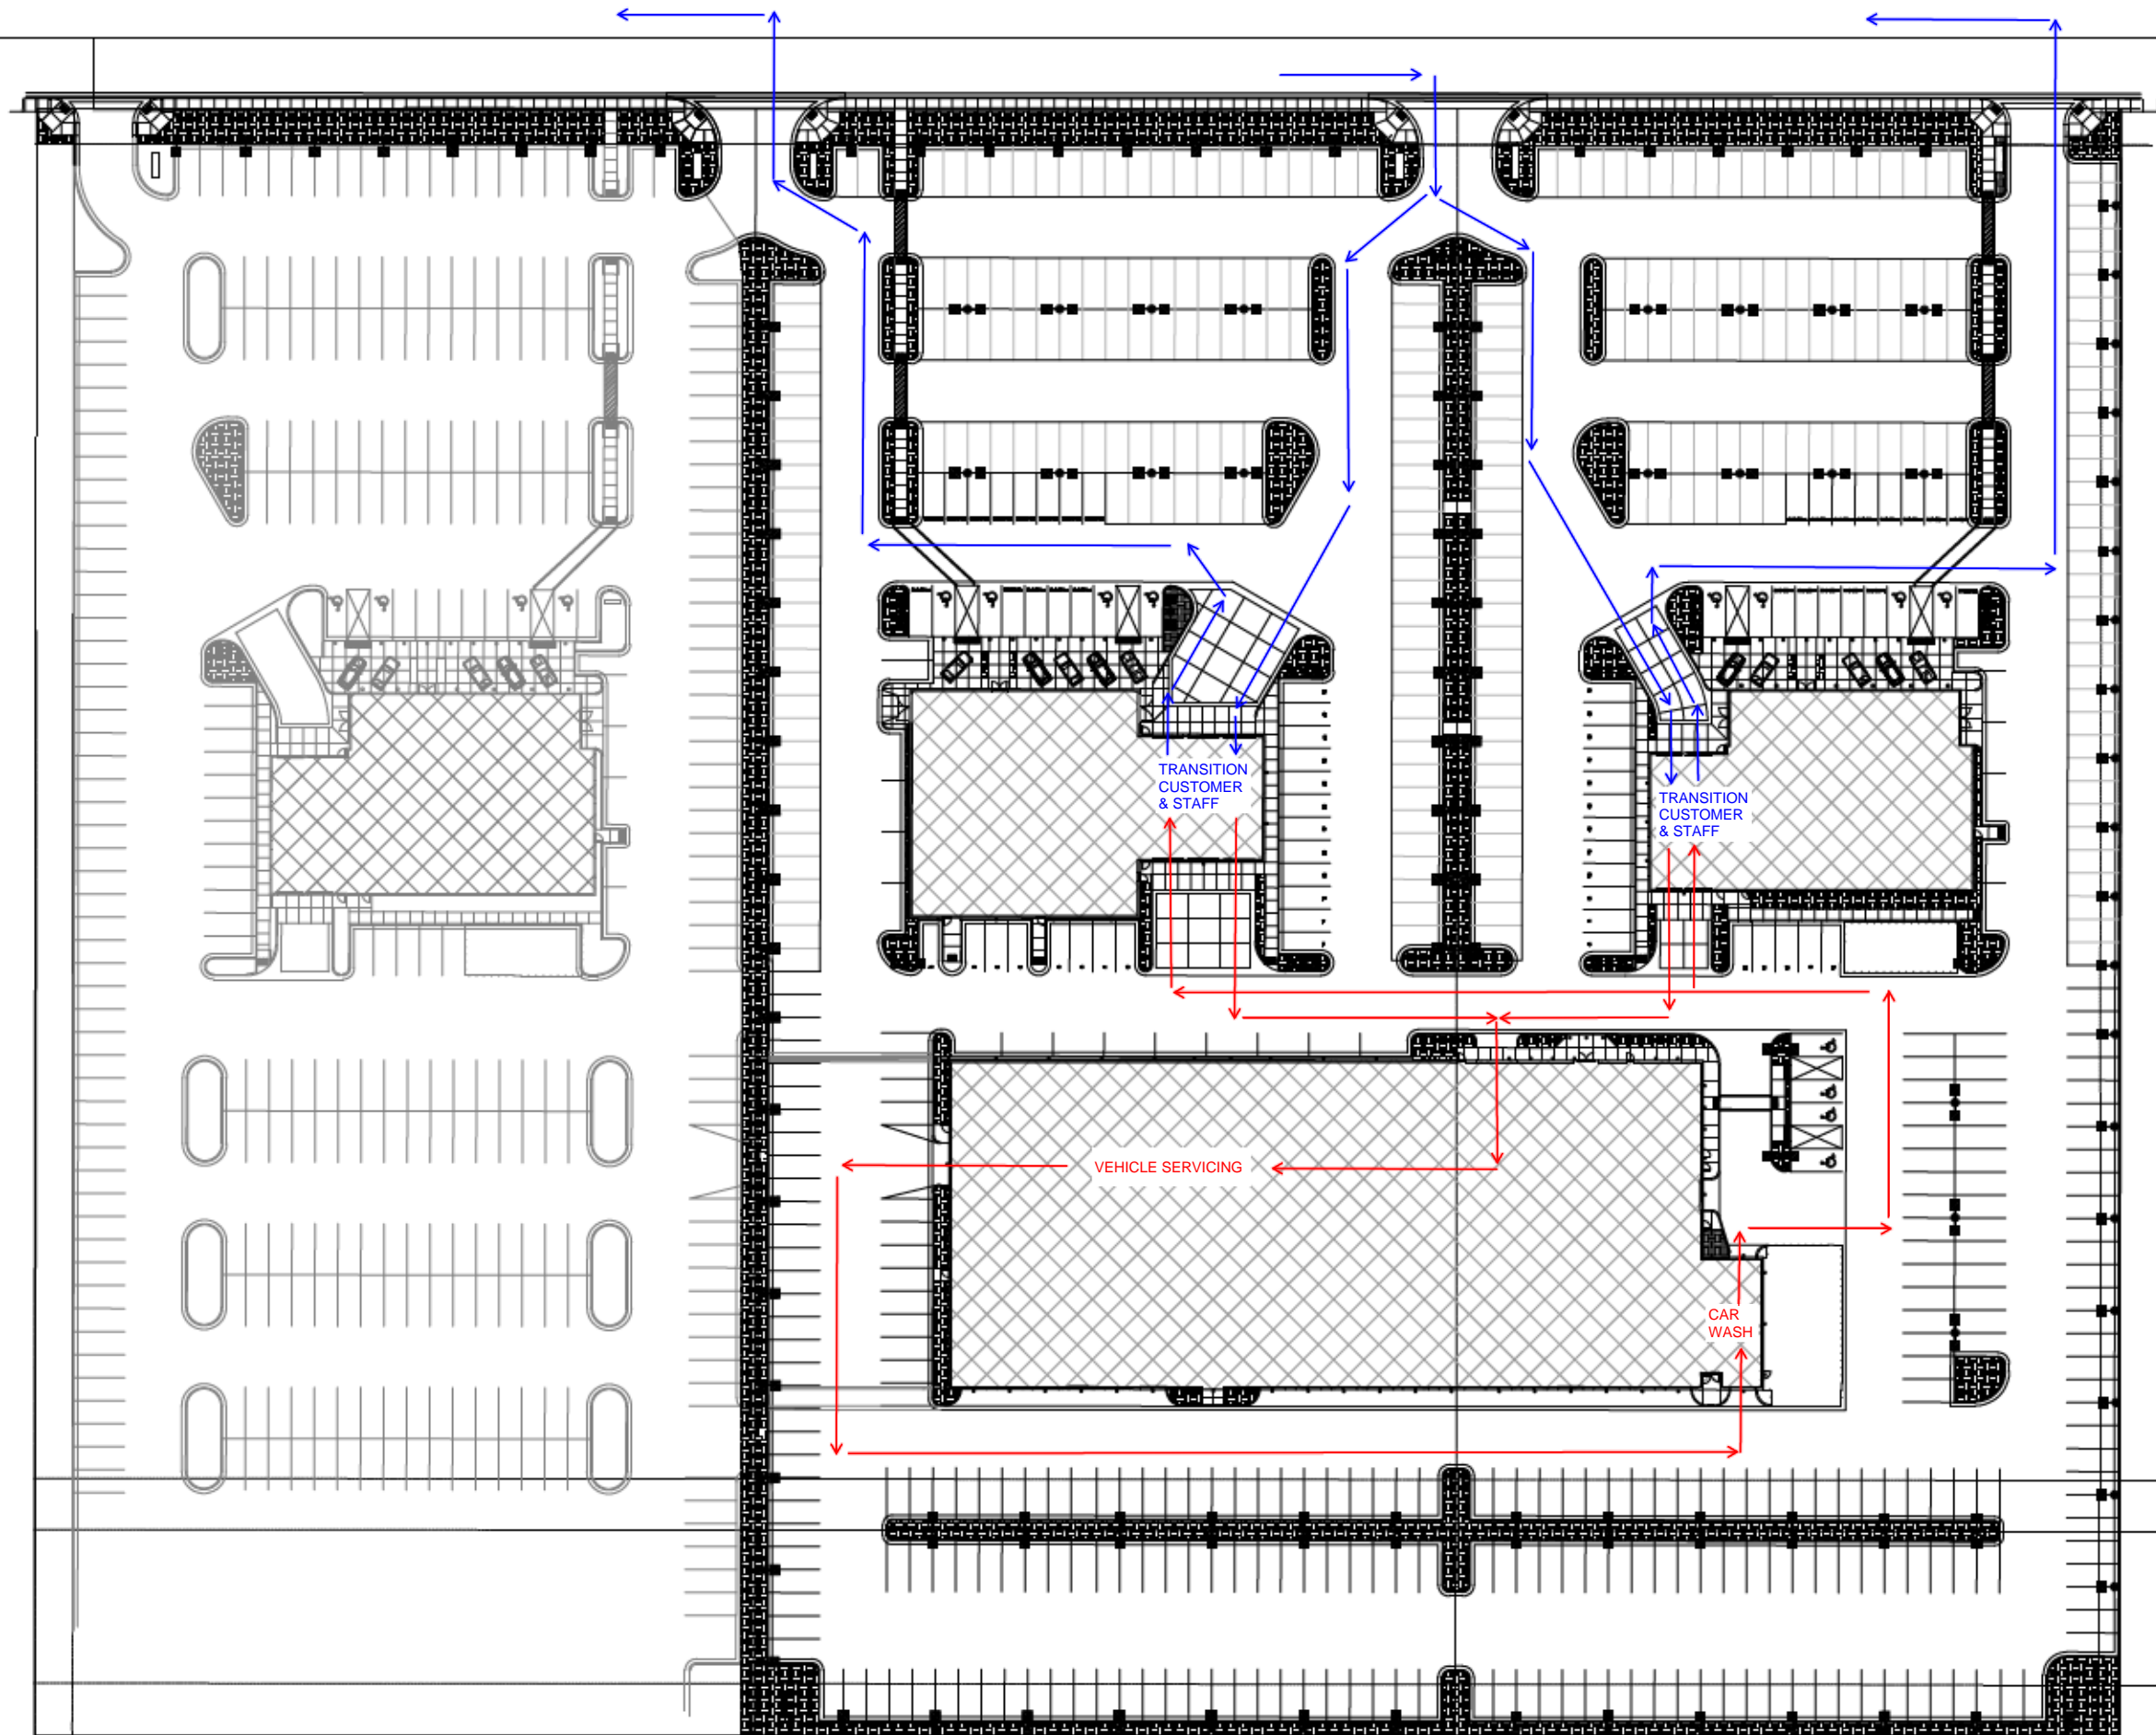 TRANSITION
CUSTOMER
& STAFF
TRANSITION
CUSTOMER
& STAFF
VEHICLE SERVICING
CAR
WASH